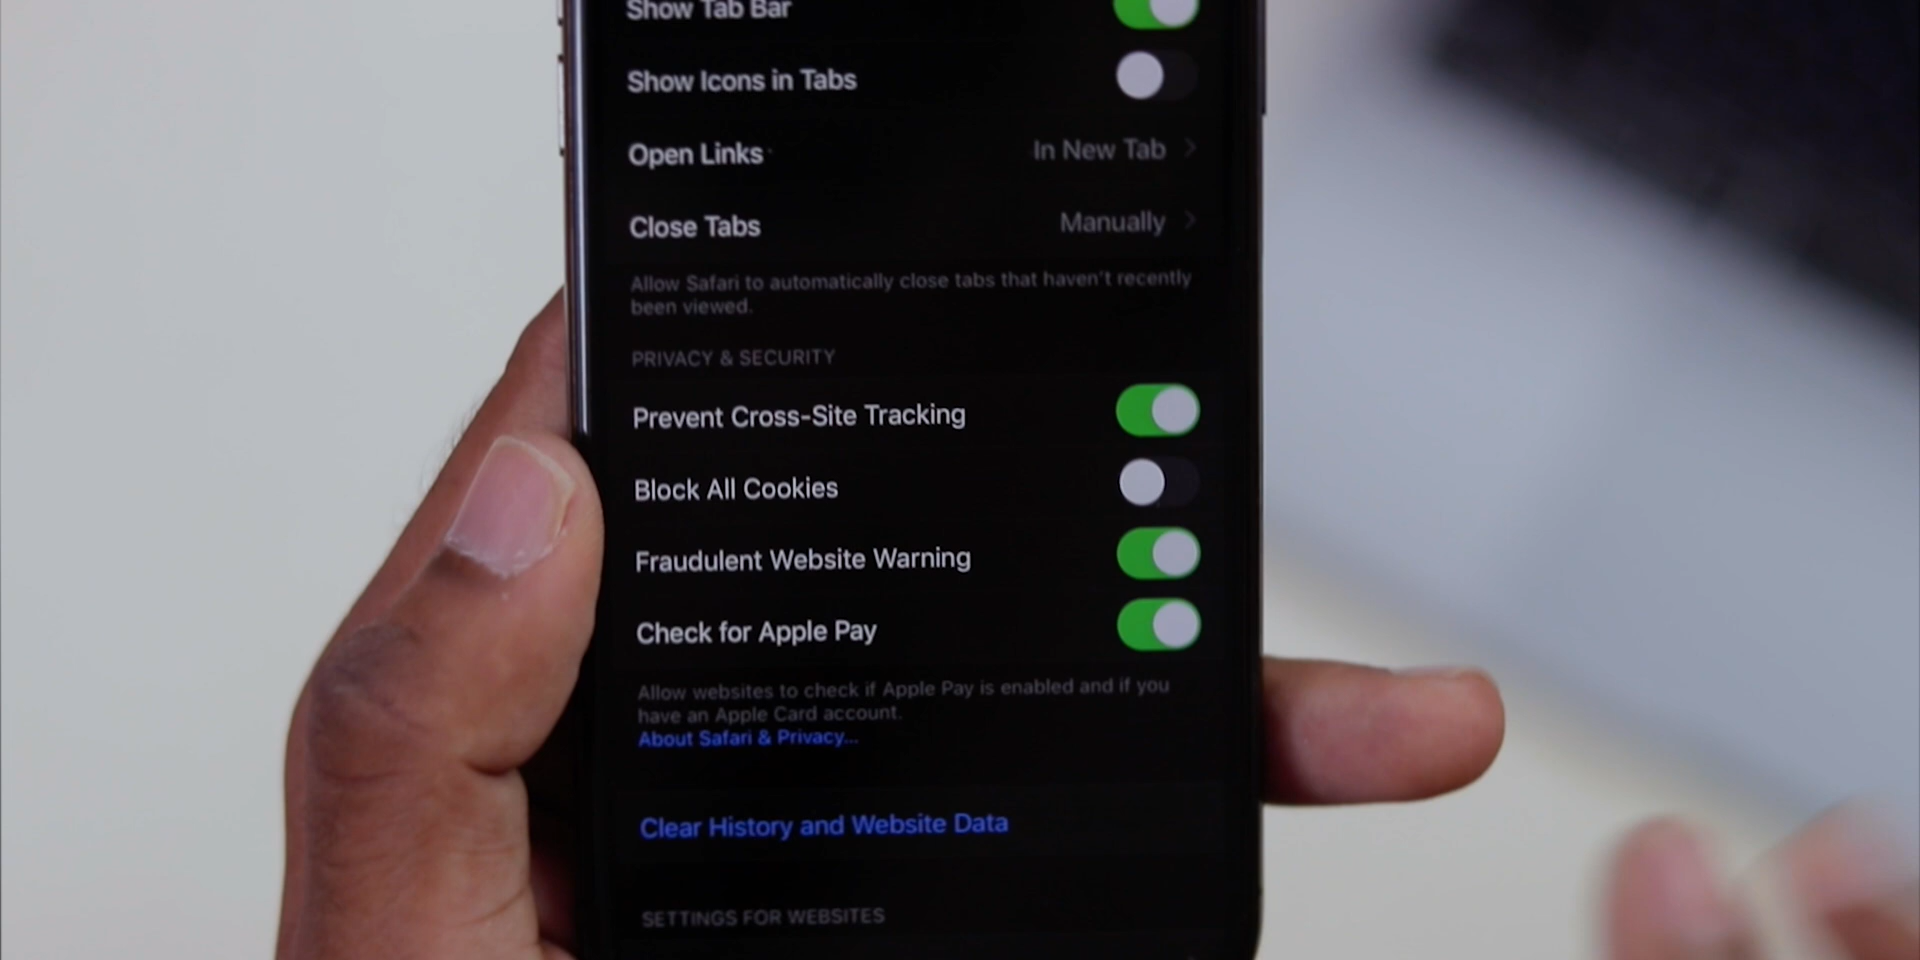 Show Tab Bar
Show Icons in Tabs
Open Links
In New Tab
Close Tabs
Manually
Allow Safari to automatically close tabs that haven't recently
been viewed.
PRIVACY & SECURITY
Prevent Cross-Site Tracking
Block All Cookies
Fraudulent Website Warning
Check for Apple Pay
Allow websites to check if Apple Pay is enabled and if you
have an Apple Card account.
About Safari & Privacy...
Clear History and Website Data
SETTINGS FOR WEBSITES